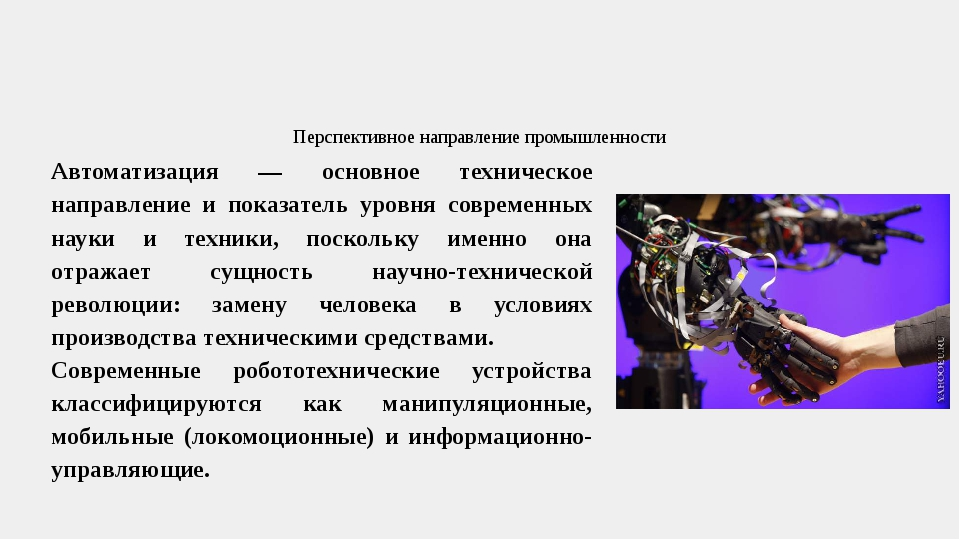 Перспективное направление промышленности
Автоматизация — основное техническое
направление и показатель уровня современных
науки и техники, поскольку именно она
отражает сущность научно-технической
революции: замену человека в условиях
производства техническими средствами.
Современные робототехнические устройства
классифицируются как манипуляционные,
мобильные (локомоционные) и информационно-
управляющие.
YAHOOEU.RU